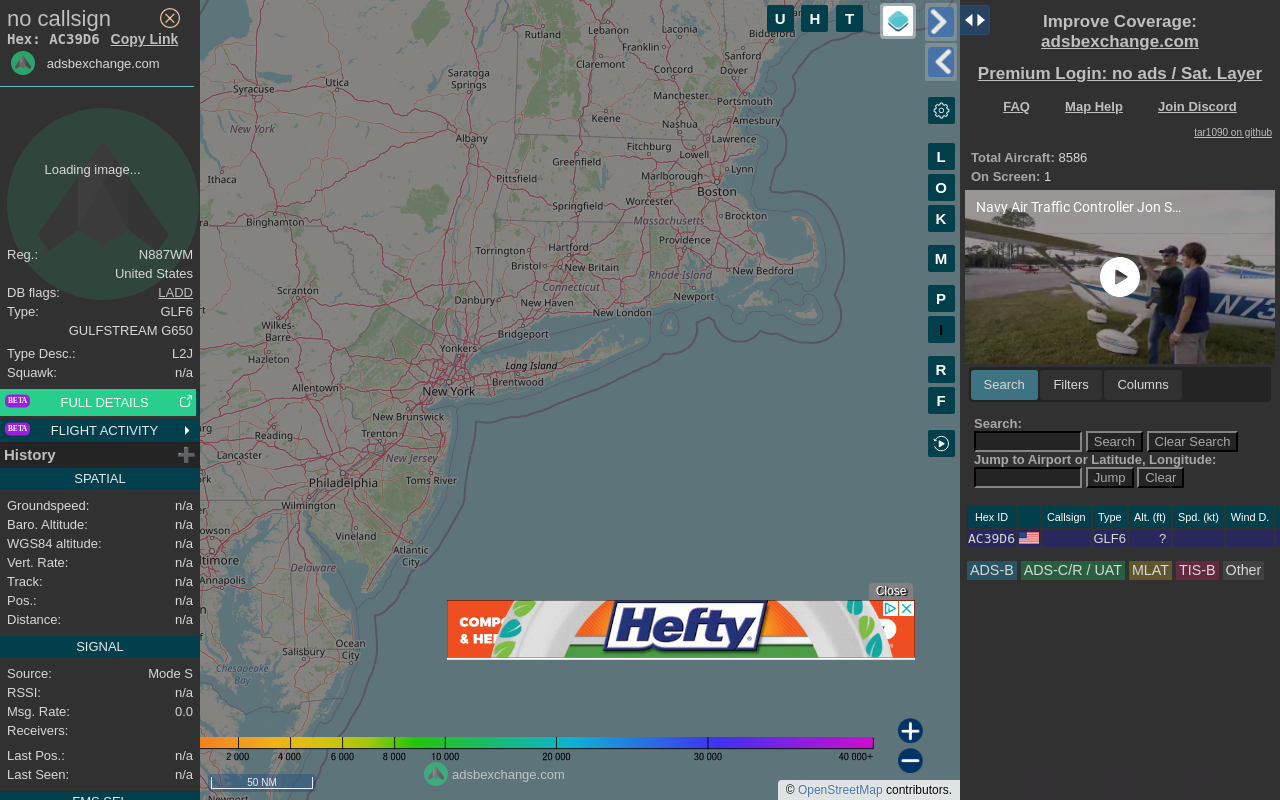 no callsign
Hex: AC39D6 Copy Link
adsbexchange.com
Loading image...
Reg.: N887WM
United States
DB flags: LADD
Type: GLF6
GULFSTREAM G650
Type Desc.: L2J
Squawk: n/a
BETA FULL DETAILS
BETA FLIGHT ACTIVITY
History
SPATIAL
Groundspeed: n/a
Baro. Altitude: n/a
WGS84 altitude: n/a
Vert. Rate: n/a
Track: n/a
Pos.: n/a
Distance: n/a
SIGNAL
Source: Mode S
RSSI: n/a
Msg. Rate: 0.0
Receivers:
Last Pos.: n/a
Last Seen: n/a
FMS SEL
U H T
L
O
K
M
P
I
R
F
Rutland
Lebanon
Laconia
Biddeford
Franklin
Claremont
Sanford
Concord
Dover
Saratoga
Springs
Utica
Syracuse
Manchester
Portsmouth
Keene
Nashua
Amesbury
New York
Albany
Fitchburg
Lawrence
Lowell
Greenfield
Lynn
Ithaca
Pittsfield
Marlborough
Boston
Worcester
Springfield
Brockton
Binghamton
Massachusetts
Providence
Torrington
Hartford
Bristol
New Britain
New Bedford
Rhode Island
Connecticut
Scranton
Danbury
New Haven
Newport
New London
Wilkes-
Barre
Bridgeport
Yonkers
Hazleton
Long Island
Brentwood
Allentown
New York
New Brunswick
Reading
Trenton
Lancaster
New Jersey
Toms River
Philadelphia
Wilmington
Vineland
Atlantic
City
Delaware
Annapolis
Salisbury
Ocean
City
Chesapeake
Bay
Newport
Close
Hefty
2 000 4 000 6 000 8 000 10 000 20 000 30 000 40 000+
adsbexchange.com
50 NM
© OpenStreetMap contributors.
Improve Coverage:
adsbexchange.com
Premium Login: no ads / Sat. Layer
FAQ Map Help Join Discord
tar1090 on github
Total Aircraft: 8586
On Screen: 1
Navy Air Traffic Controller Jon S…
N73
Search Filters Columns
Search:
Search Clear Search
Jump to Airport or Latitude, Longitude:
Jump Clear
Hex ID Callsign Type Alt. (ft) Spd. (kt) Wind D.
AC39D6 GLF6 ?
ADS-B ADS-C/R / UAT MLAT TIS-B Other